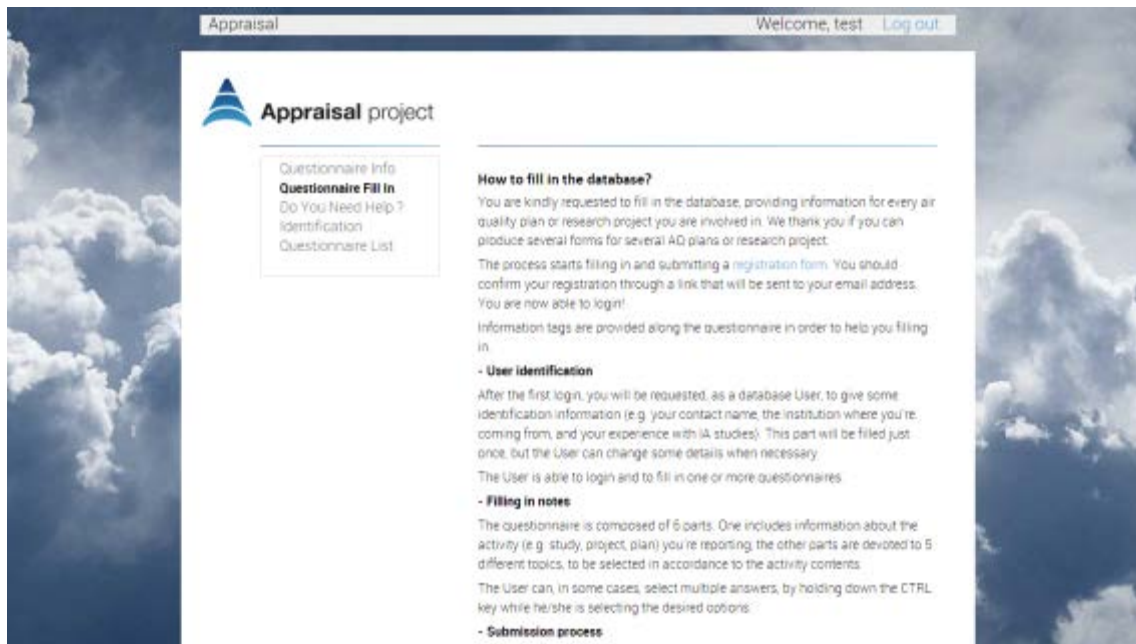 Appraisal
Welcome, test Log out
Appraisal project
Questionnaire Info
Questionnaire Fill In
Do You Need Help ?
Identification
Questionnaire List
How to fill in the database?
You are kindly requested to fill in the database, providing information for every air
quality plan or research project you are involved in. We thank you if you can
produce several forms for several AQ plans or research project.
The process starts filling in and submitting a registration form. You should
confirm your registration through a link that will be sent to your email address.
You are now able to login!
Information tags are provided along the questionnaire in order to help you filling
in.
- User identification
After the first login, you will be requested, as a database User, to give some
identification information (e.g. your contact name, the Institution where you're
coming from, and your experience with IA studies). This part will be filled just
once, but the User can change some details when necessary.
The User is able to login and to fill in one or more questionnaires.
- Filling in notes
The questionnaire is composed of 6 parts. One includes information about the
activity (e.g. study, project, plan) you're reporting, the other parts are devoted to 5
different topics, to be selected in accordance to the activity contents.
The User can, in some cases, select multiple answers, by holding down the CTRL
key while he/she is selecting the desired options.
- Submission process